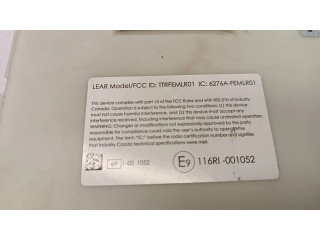 LEAR Model/FCC ID: TTRFEMLR01 IC: 6276A-FEMLR01
This device complies with part 15 of the FCC Rules and with RSS-210 of Industry
Canada. Operation is subject to the following two conditions: (1) this device
must not cause harmful interference, and (2) this device must accept
any interference received, including interference that may cause undesired operation.
WARNING: Changes or modifications not expressively approved by the party
responsible for compliance could void the user's authority to operate the
equipment. The term "IC:" before the radio certification number only signifies
that Industry Canada technical specifications were met.
e9 -00 1052
E9 116RI -001052